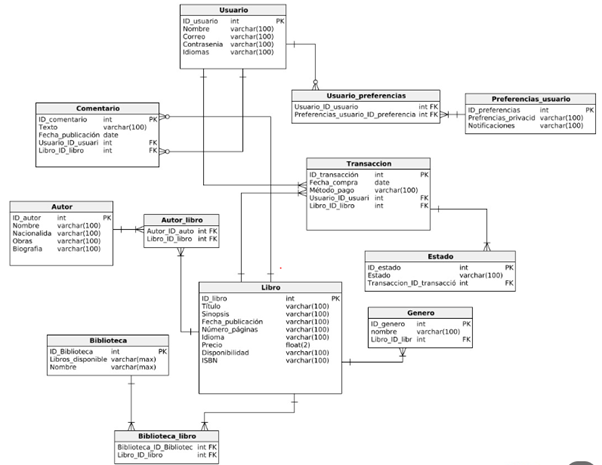 Usuario
ID_usuario int PK
Nombre varchar(100)
Correo varchar(100)
Contrasenia varchar(100)
Idiomas varchar(100)
Usuario_preferencias
Usuario_ID_usuario int FK
Preferencias_usuario_ID_preferencia int FK
Preferencias_usuario
ID_preferencias int PK
Prefrencias_privacid varchar(100)
Notificaciones varchar(100)
Comentario
ID_comentario int PK
Texto varchar(100)
Fecha_publicación date
Usuario_ID_usuari int FK
Libro_ID_libro int FK
Transaccion
ID_transacción int PK
Fecha_compra date
Método_pago varchar(100)
Usuario_ID_usuari int FK
Libro_ID_libro int FK
Autor
ID_autor int PK
Nombre varchar(100)
Nacionalida varchar(100)
Obras varchar(100)
Biografia varchar(100)
Autor_libro
Autor_ID_auto int FK
Libro_ID_libro int FK
Estado
ID_estado int PK
Estado varchar(100)
Transaccion_ID_transacció int FK
Libro
ID_libro int PK
Título varchar(100)
Sinopsis varchar(100)
Fecha_publicación varchar(100)
Número_páginas varchar(100)
Idioma varchar(100)
Precio float(2)
Disponibilidad varchar(100)
ISBN varchar(100)
Genero
ID_genero int PK
nombre varchar(100)
Libro_ID_libr int FK
Biblioteca
ID_Biblioteca int PK
Libros_disponible varchar(max)
Nombre varchar(max)
Biblioteca_libro
Biblioteca_ID_Bibliotec int FK
Libro_ID_libro int FK